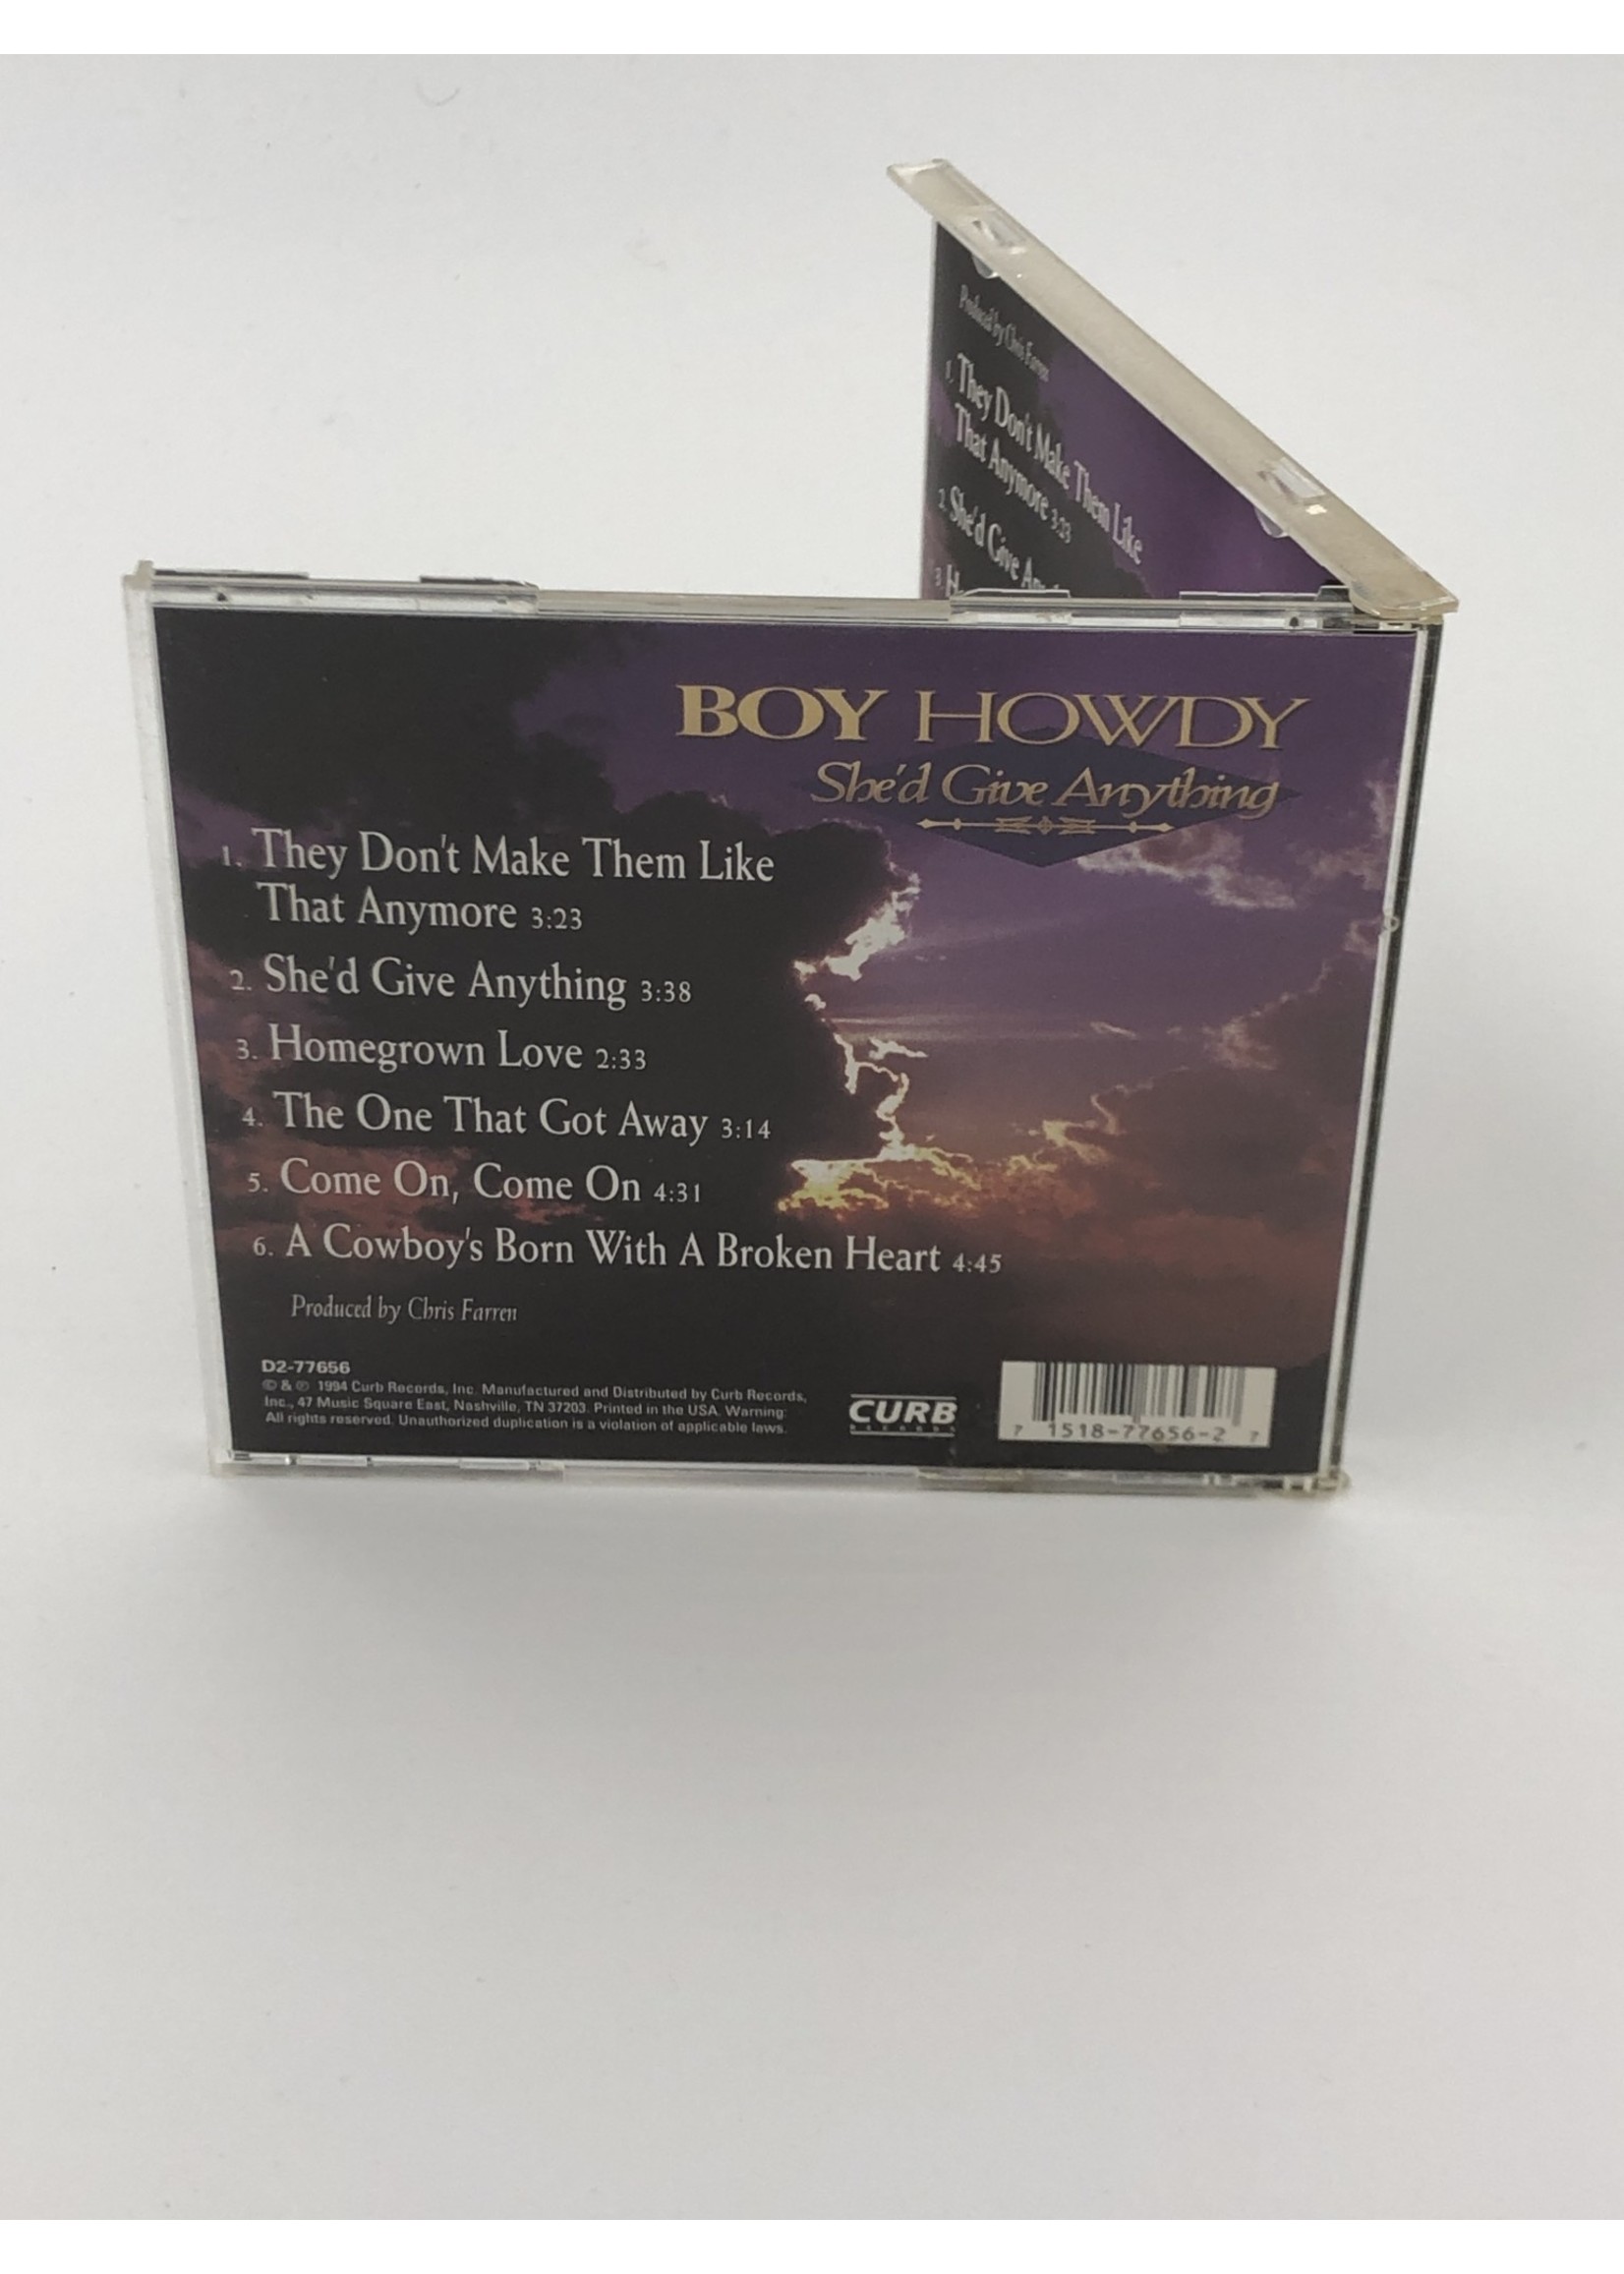 Produced by Chris Farren
1. They Don't Make Them Like
That Anymore 3:23
2. She'd Give
3.
BOY HOWDY
She'd Give Anything
1. They Don't Make Them Like
That Anymore 3:23
2. She'd Give Anything 3:38
3. Homegrown Love 2:33
4. The One That Got Away 3:14
5. Come On, Come On 4:31
6. A Cowboy's Born With A Broken Heart 4:45
Produced by Chris Farren
D2-77656
© & ℗ 1994 Curb Records, Inc. Manufactured and Distributed by Curb Records,
Inc., 47 Music Square East, Nashville, TN 37203. Printed in the USA. Warning:
All rights reserved. Unauthorized duplication is a violation of applicable laws.
CURB
RECORDS
7 1518-77656-2 7